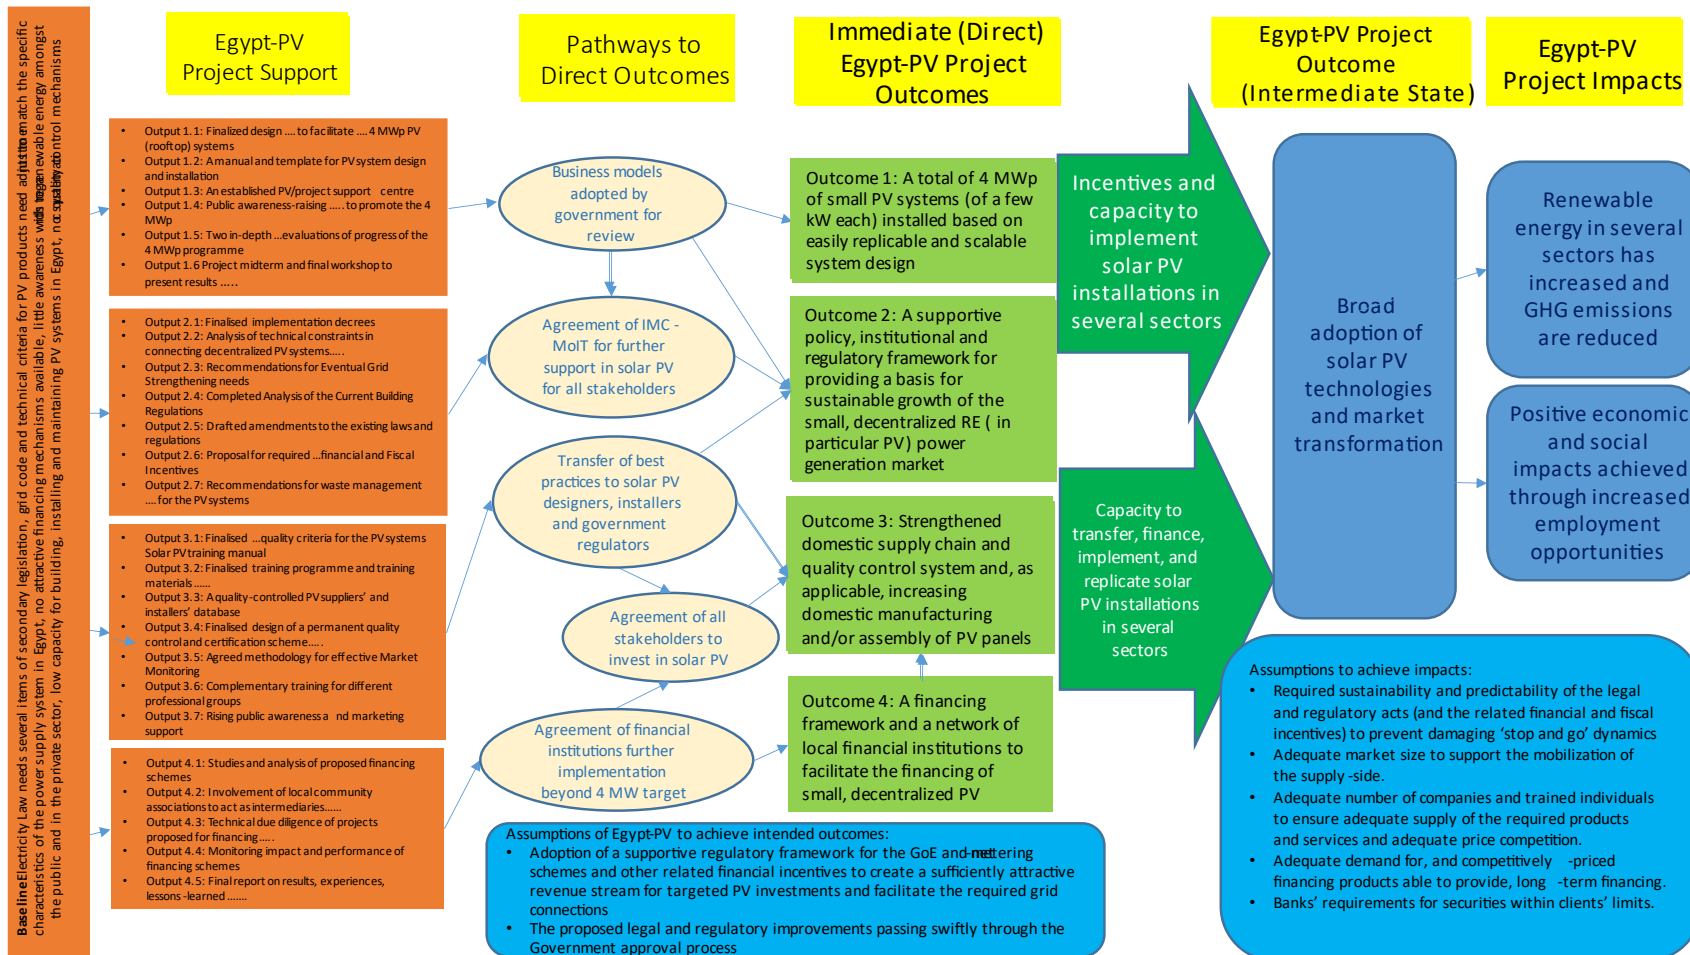 Baseline Electricity Law needs several items of secondary legislation, grid code and technical criteria for PV products need adjustment to match the specific
characteristics of the power supply system in Egypt, no attractive financing mechanisms available, little awareness renewable energy amongst
the public and in the private sector, low capacity for building, installing and maintaining PV systems in Egypt, no control mechanisms
Egypt-PV
Project Support
Pathways to
Direct Outcomes
Immediate (Direct)
Egypt-PV Project
Outcomes
Egypt-PV Project
Outcome
(Intermediate State)
Egypt-PV
Project Impacts
• Output 1.1: Finalized design .... to facilitate .... 4 MWp PV
(rooftop) systems
• Output 1.2: A manual and template for PV system design
and installation
• Output 1.3: An established PV/project support centre
• Output 1.4: Public awareness-raising ..... to promote the 4
MWp
• Output 1.5: Two in-depth ...evaluations of progress of the
4 MWp programme
• Output 1.6 Project midterm and final workshop to
present results .....
• Output 2.1: Finalised implementation decrees
• Output 2.2: Analysis of technical constraints in
connecting decentralized PV systems.....
• Output 2.3: Recommendations for Eventual Grid
Strengthening needs
• Output 2.4: Completed Analysis of the Current Building
Regulations
• Output 2.5: Drafted amendments to the existing laws and
regulations
• Output 2.6: Proposal for required ...financial and Fiscal
Incentives
• Output 2.7: Recommendations for waste management
.... for the PV systems
• Output 3.1: Finalised ...quality criteria for the PV systems
Solar PV training manual
• Output 3.2: Finalised training programme and training
materials ......
• Output 3.3: A quality-controlled PV suppliers' and
installers' database
• Output 3.4: Finalised design of a permanent quality
control and certification scheme.....
• Output 3.5: Agreed methodology for effective Market
Monitoring
• Output 3.6: Complementary training for different
professional groups
• Output 3.7: Rising public awareness a nd marketing
support
• Output 4.1: Studies and analysis of proposed financing
schemes
• Output 4.2: Involvement of local community
associations to act as intermediaries......
• Output 4.3: Technical due diligence of projects
proposed for financing.....
• Output 4.4: Monitoring impact and performance of
financing schemes
• Output 4.5: Final report on results, experiences,
lessons -learned .......
Business models
adopted by
government for
review
Agreement of IMC -
MoIT for further
support in solar PV
for all stakeholders
Transfer of best
practices to solar PV
designers, installers
and government
regulators
Agreement of all
stakeholders to
invest in solar PV
Agreement of financial
institutions further
implementation
beyond 4 MW target
Outcome 1: A total of 4 MWp
of small PV systems (of a few
kW each) installed based on
easily replicable and scalable
system design
Outcome 2: A supportive
policy, institutional and
regulatory framework for
providing a basis for
sustainable growth of the
small, decentralized RE ( in
particular PV) power
generation market
Outcome 3: Strengthened
domestic supply chain and
quality control system and, as
applicable, increasing
domestic manufacturing
and/or assembly of PV panels
Outcome 4: A financing
framework and a network of
local financial institutions to
facilitate the financing of
small, decentralized PV
Incentives and
capacity to
implement
solar PV
installations in
several sectors
Capacity to
transfer, finance,
implement, and
replicate solar
PV installations
in several
sectors
Broad
adoption of
solar PV
technologies
and market
transformation
Renewable
energy in several
sectors has
increased and
GHG emissions
are reduced
Positive economic
and social
impacts achieved
through increased
employment
opportunities
Assumptions of Egypt-PV to achieve intended outcomes:
• Adoption of a supportive regulatory framework for the GoE and net-metering
schemes and other related financial incentives to create a sufficiently attractive
revenue stream for targeted PV investments and facilitate the required grid
connections
• The proposed legal and regulatory improvements passing swiftly through the
Government approval process
Assumptions to achieve impacts:
• Required sustainability and predictability of the legal
and regulatory acts (and the related financial and fiscal
incentives) to prevent damaging 'stop and go' dynamics
• Adequate market size to support the mobilization of
the supply -side.
• Adequate number of companies and trained individuals
to ensure adequate supply of the required products
and services and adequate price competition.
• Adequate demand for, and competitively -priced
financing products able to provide, long -term financing.
• Banks' requirements for securities within clients' limits.